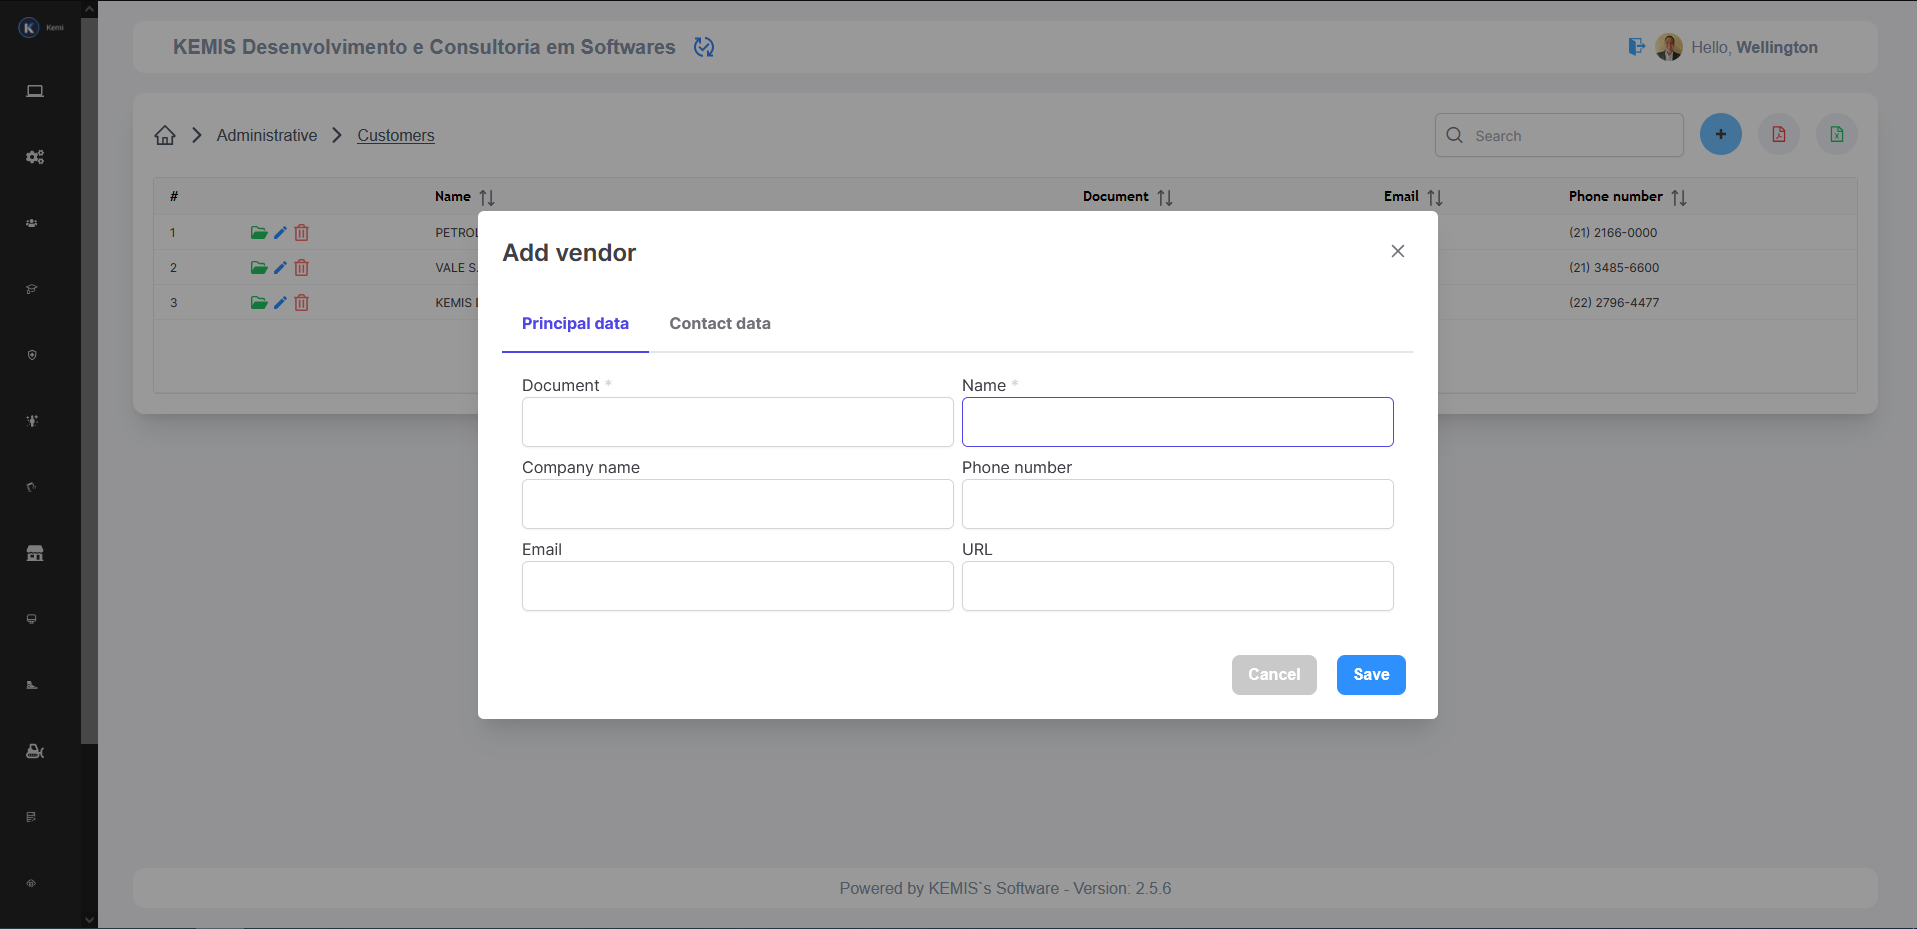 K Kemi
KEMIS Desenvolvimento e Consultoria em Softwares
Hello, Wellington
Administrative
Customers
Search
# Name Document Email Phone number
1 PETROL (21) 2166-0000
2 VALE S. (21) 3485-6600
3 KEMIS (22) 2796-4477
Add vendor
Principal data Contact data
Document * Name *
Company name Phone number
Email URL
Cancel Save
Powered by KEMIS`s Software - Version: 2.5.6